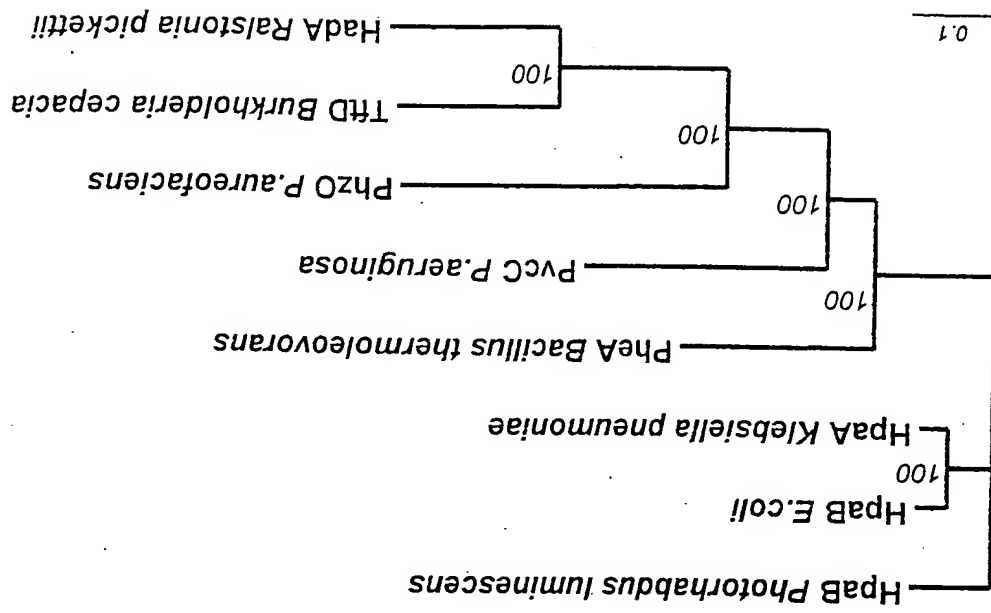 0.1
HadA Ralstonia pickettii
100
TftD Burkholderia cepacia
100
PhzO P.aureofaciens
100
PvcC P.aeruginosa
100
PheA Bacillus thermoleovorans
HpaA Klebsiella pneumoniae
100
HpaB E.coli
HpaB Photorhabdus luminescens